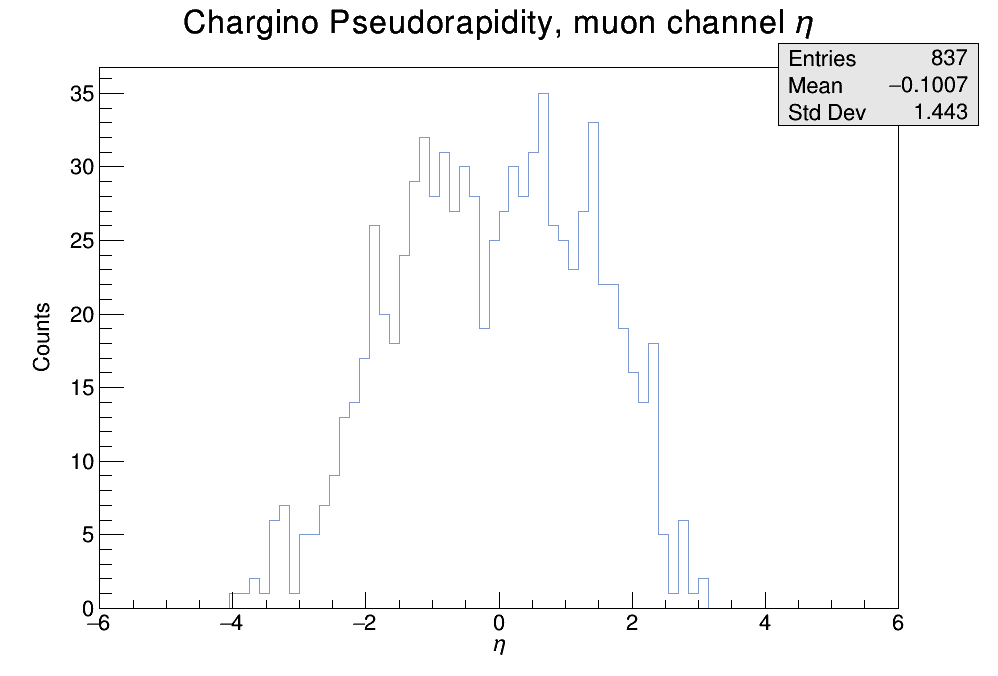 Chargino Pseudorapidity, muon channel η
Entries 837
Mean −0.1007
Std Dev 1.443
Counts
35
30
25
20
15
10
5
0
−6 −4 −2 0 2 4 6
η